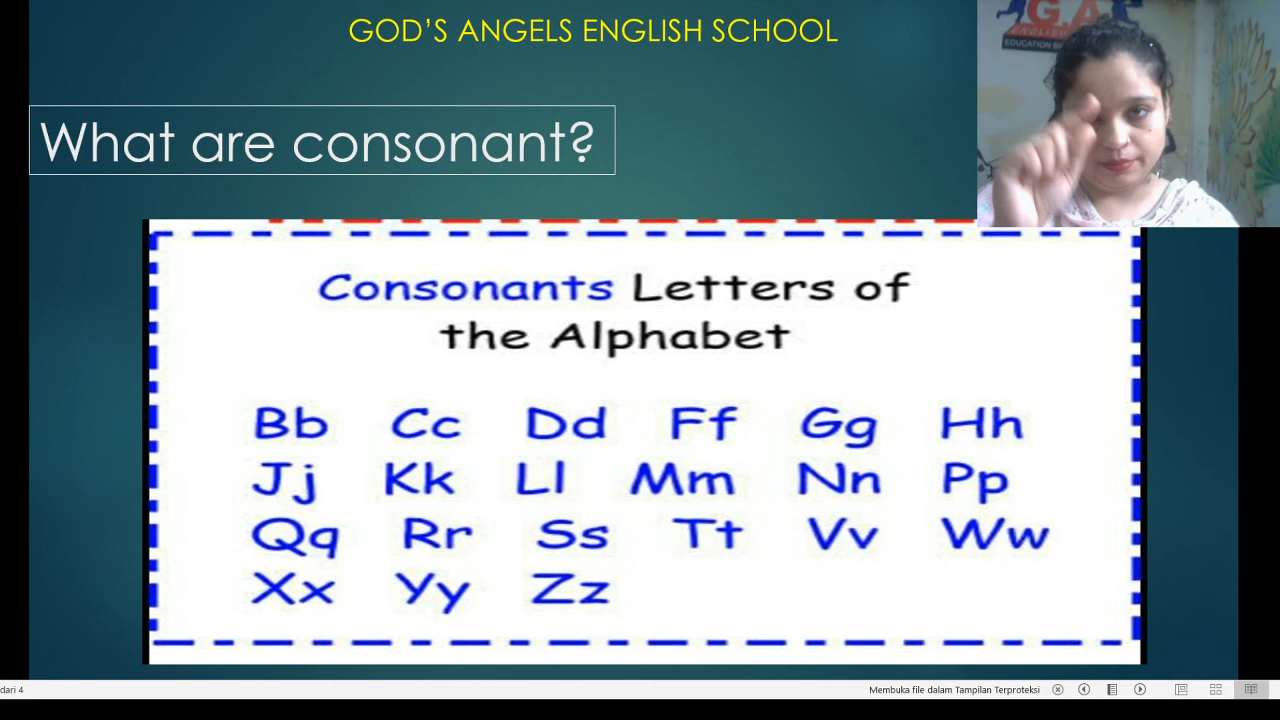 GOD'S ANGELS ENGLISH SCHOOL
G.A
ENGLISH
What are consonant?
Consonants Letters of
the Alphabet
Bb Cc Dd Ff Gg Hh
Jj Kk Ll Mm Nn Pp
Qq Rr Ss Tt Vv Ww
Xx Yy Zz
dari 4 Membuka file dalam Tampilan Terproteksi